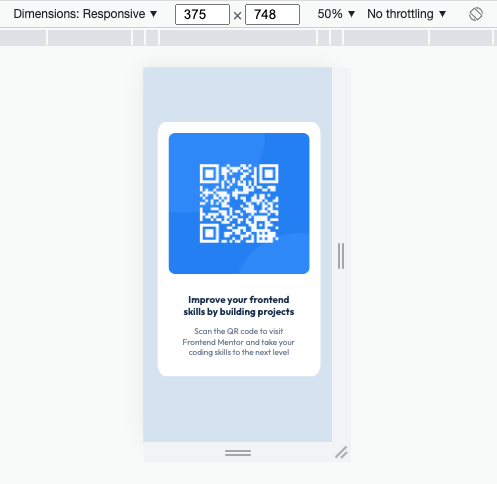 Dimensions: Responsive ▼ 375 × 748 50% ▼ No throttling ▼
Improve your frontend
skills by building projects
Scan the QR code to visit
Frontend Mentor and take your
coding skills to the next level